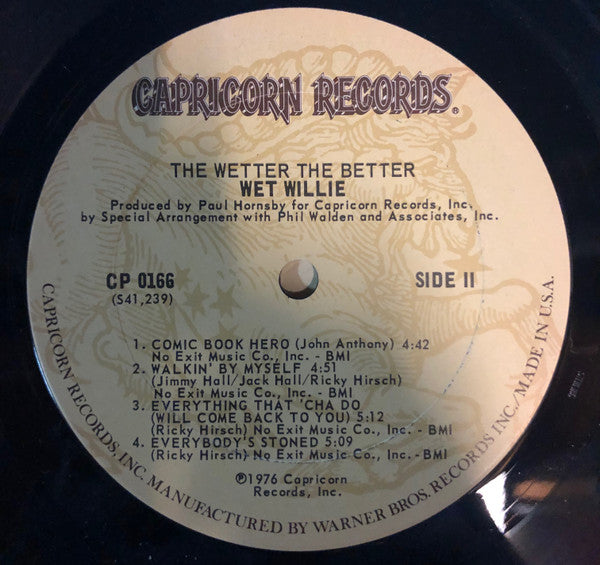 CAPRICORN RECORDS®
THE WETTER THE BETTER
WET WILLIE
Produced by Paul Hornsby for Capricorn Records, Inc.
by Special Arrangement with Phil Walden and Associates, Inc.
CP 0166
(S41,239)
SIDE II
1. COMIC BOOK HERO (John Anthony) 4:42
No Exit Music Co., Inc. - BMI
2. WALKIN' BY MYSELF 4:51
(Jimmy Hall/Jack Hall/Ricky Hirsch)
No Exit Music Co., Inc. - BMI
3. EVERYTHING THAT 'CHA DO
(WILL COME BACK TO YOU) 5:12
(Ricky Hirsch) No Exit Music Co., Inc. - BMI
4. EVERYBODY'S STONED 5:09
(Ricky Hirsch) No Exit Music Co., Inc. - BMI
℗1976 Capricorn
Records, Inc.
CAPRICORN RECORDS, INC. MANUFACTURED BY WARNER BROS. RECORDS INC./MADE IN U.S.A.